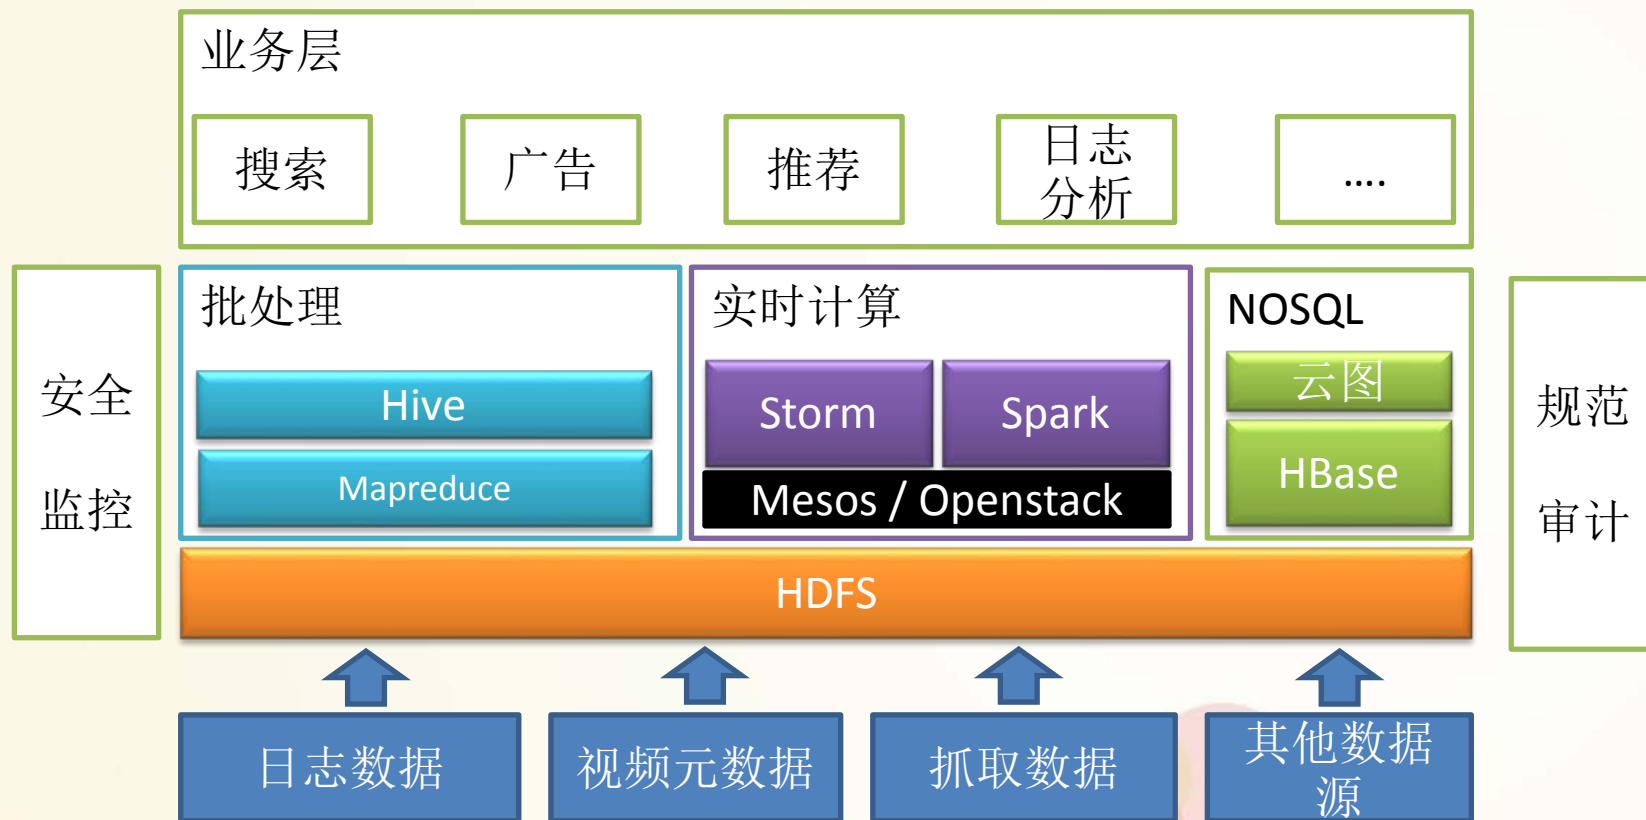 业务层
搜索
广告
推荐
日志
分析
....
安全
监控
批处理
Hive
Mapreduce
实时计算
Storm
Spark
Mesos / Openstack
NOSQL
云图
HBase
规范
审计
HDFS
日志数据
视频元数据
抓取数据
其他数据
源